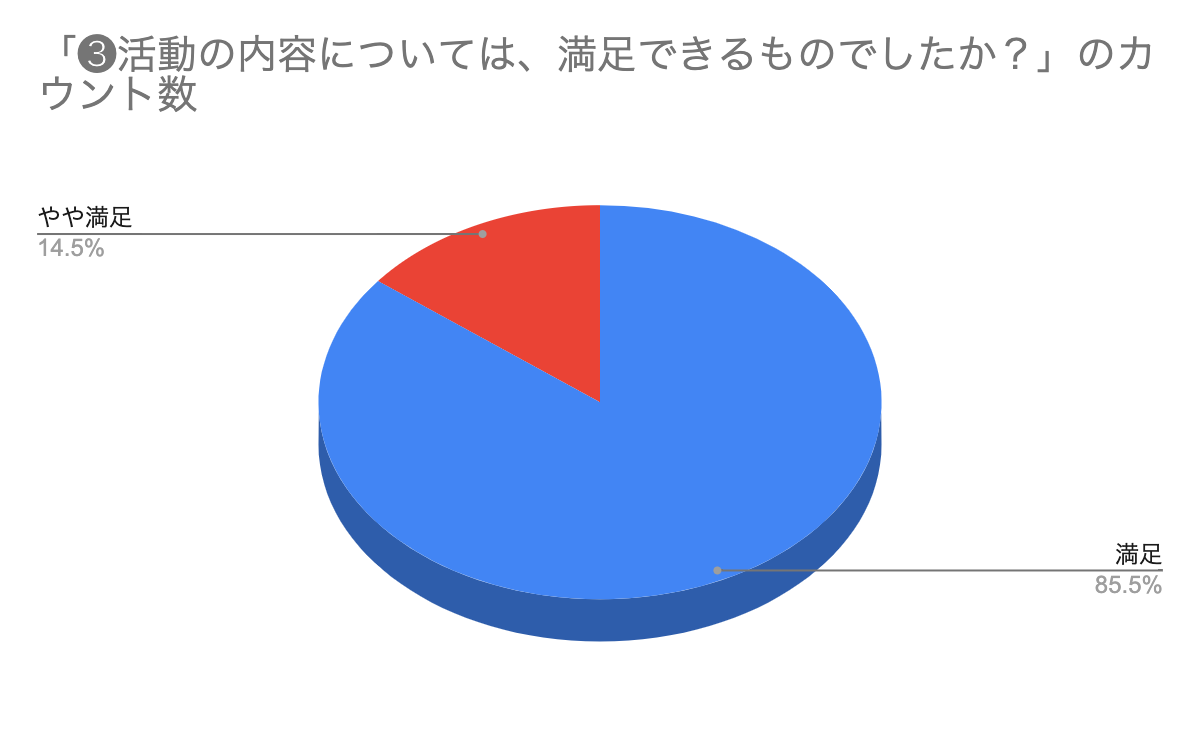 「❸活動の内容については、満足できるものでしたか？」のカ
ウント数
やや満足
14.5%
満足
85.5%